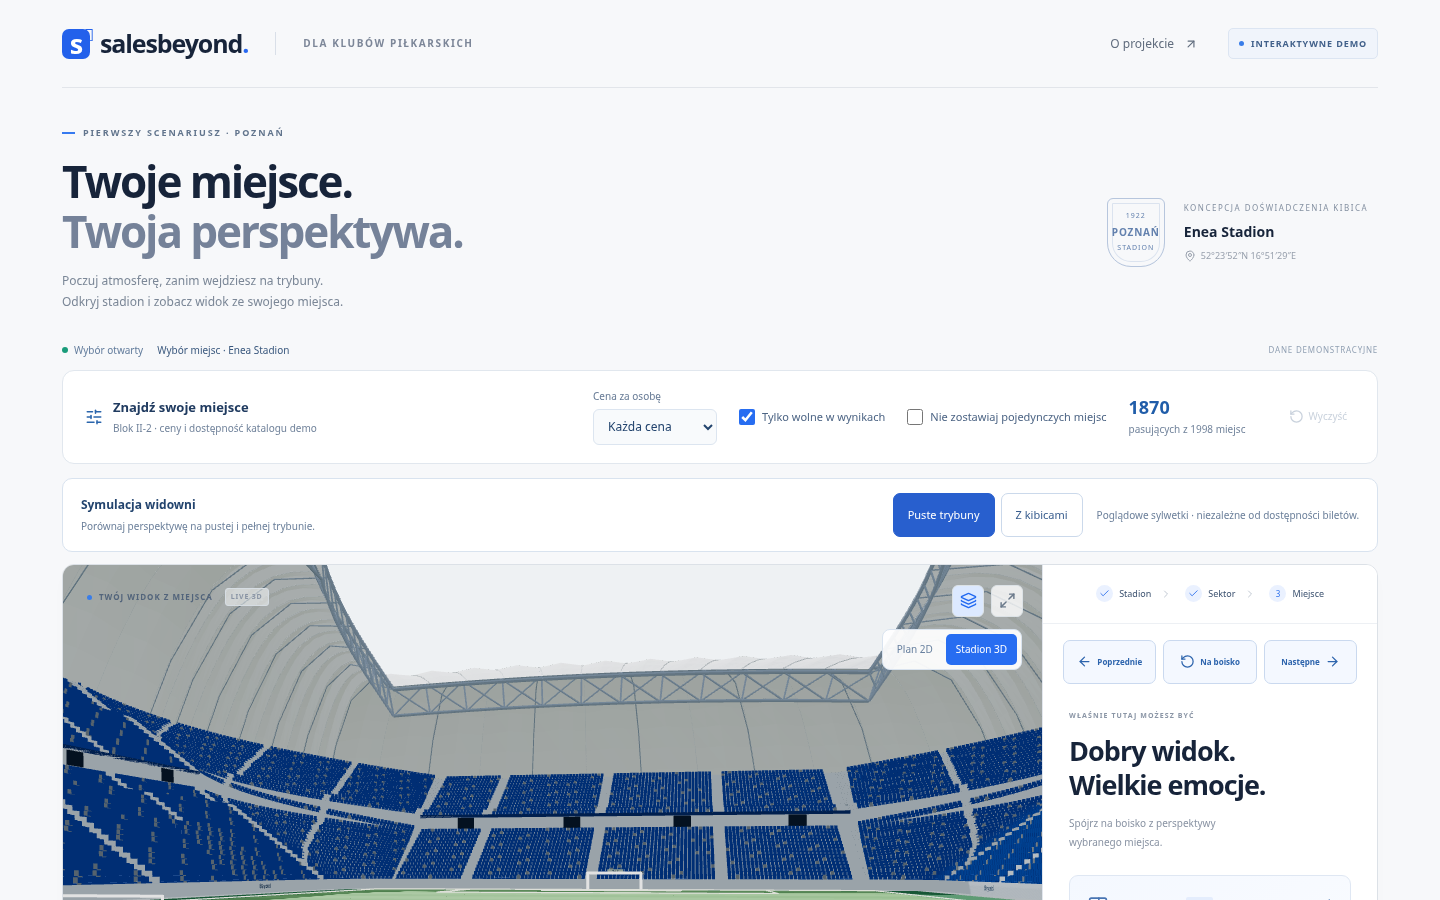 s salesbeyond.
DLA KLUBÓW PIŁKARSKICH
O projekcie
INTERAKTYWNE DEMO
PIERWSZY SCENARIUSZ · POZNAŃ
Twoje miejsce.
Twoja perspektywa.
Poczuj atmosferę, zanim wejdziesz na trybuny.
Odkryj stadion i zobacz widok ze swojego miejsca.
1922
POZNAŃ
STADION
KONCEPCJA DOŚWIADCZENIA KIBICA
Enea Stadion
52°23′52″N 16°51′29″E
Wybór otwarty
Wybór miejsc · Enea Stadion
DANE DEMONSTRACYJNE
Znajdź swoje miejsce
Blok II-2 · ceny i dostępność katalogu demo
Cena za osobę
Każda cena
Tylko wolne w wynikach
Nie zostawiaj pojedynczych miejsc
1870
pasujących z 1998 miejsc
Wyczyść
Symulacja widowni
Porównaj perspektywę na pustej i pełnej trybunie.
Puste trybuny
Z kibicami
Poglądowe sylwetki · niezależne od dostępności biletów.
TWÓJ WIDOK Z MIEJSCA
LIVE 3D
Plan 2D
Stadion 3D
Stadion
Sektor
3 Miejsce
Poprzednie
Na boisko
Następne
WŁAŚNIE TUTAJ MOŻESZ BYĆ
Dobry widok.
Wielkie emocje.
Spójrz na boisko z perspektywy
wybranego miejsca.